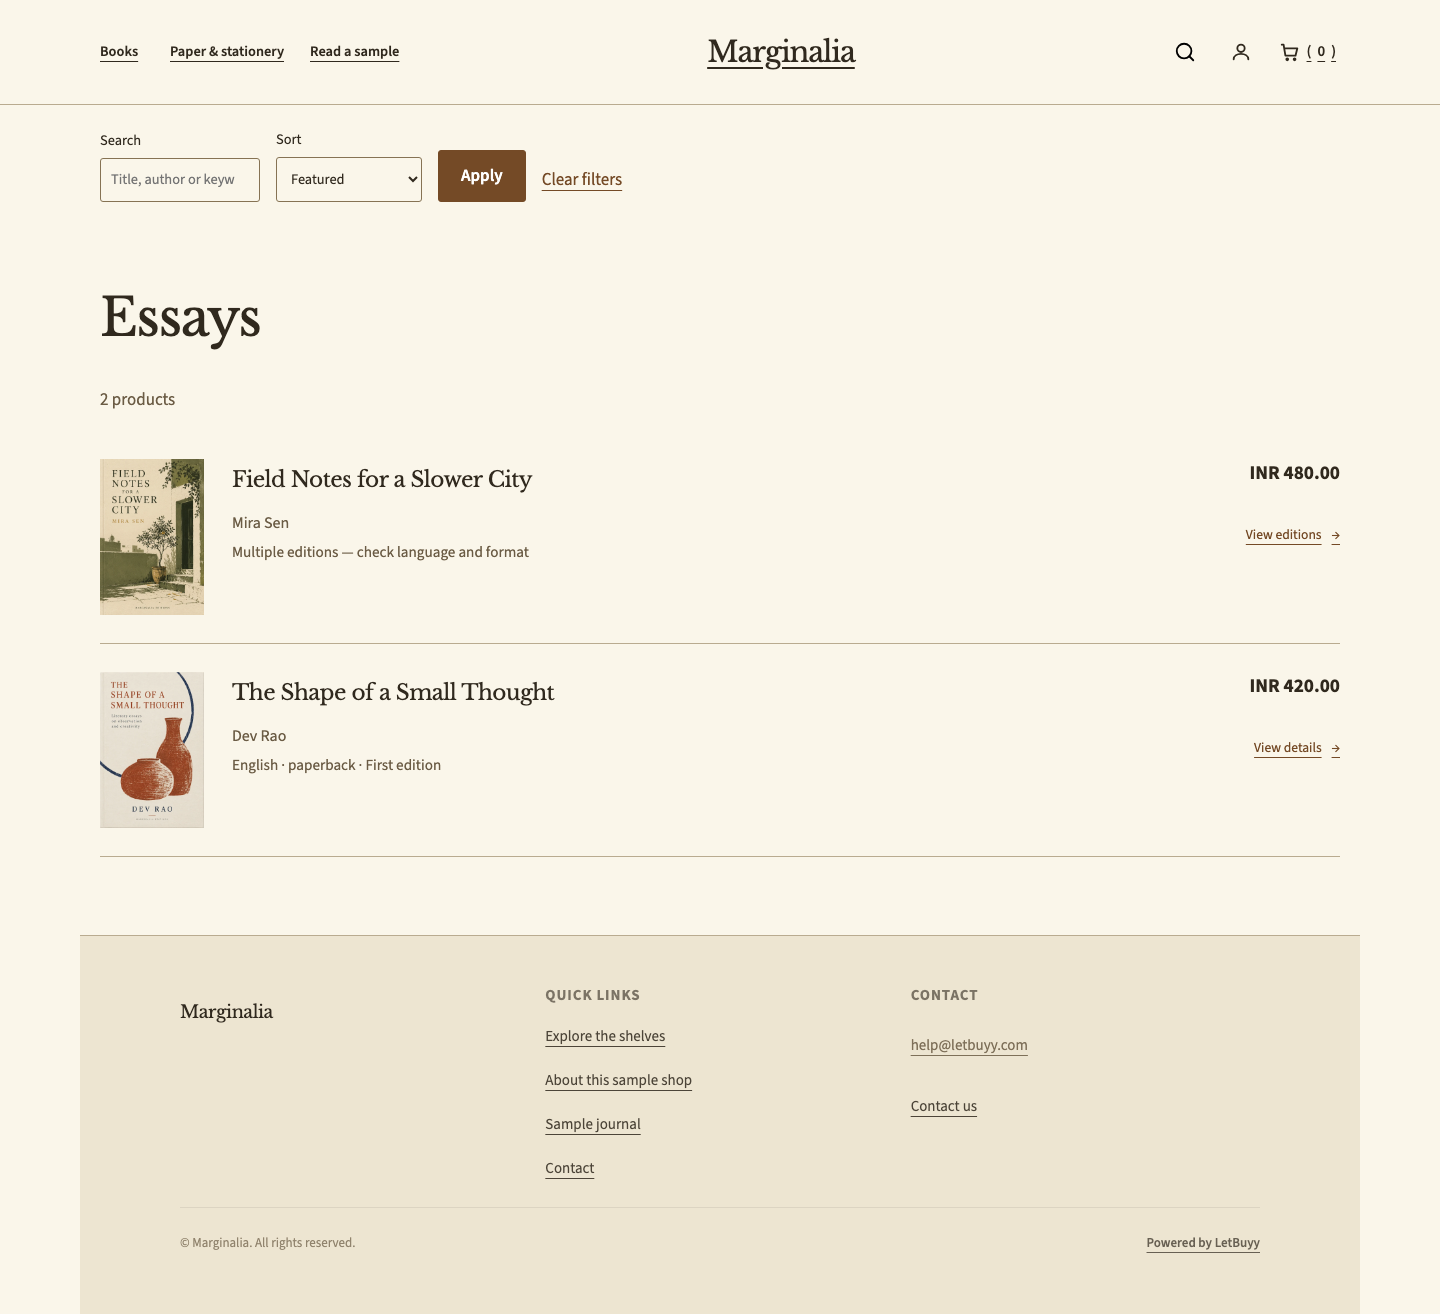 Books
Paper & stationery
Read a sample
Marginalia
( 0 )
Search
Sort
Title, author or keyw
Featured
Apply
Clear filters
Essays
2 products
FIELD
NOTES
FOR A
SLOWER
CITY
MIRA SEN
Field Notes for a Slower City
INR 480.00
Mira Sen
View editions →
Multiple editions — check language and format
THE
SHAPE OF A
SMALL THOUGHT
DEV RAO
The Shape of a Small Thought
INR 420.00
Dev Rao
View details →
English · paperback · First edition
Marginalia
QUICK LINKS
Explore the shelves
About this sample shop
Sample journal
Contact
CONTACT
help@letbuyy.com
Contact us
© Marginalia. All rights reserved.
Powered by LetBuyy